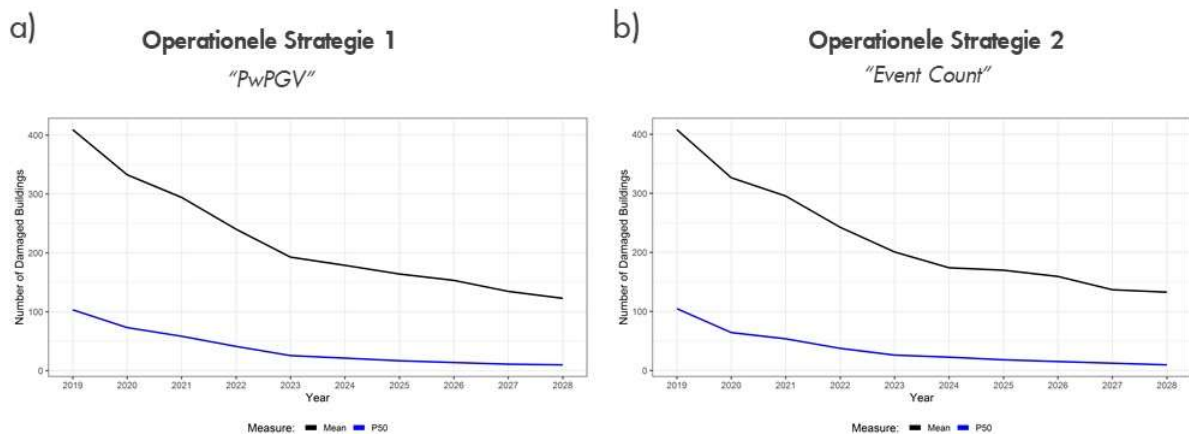 a)
Operationele Strategie 1
“PwPGV”
Number of Damaged Buildings
400
300
200
100
0
2019 2020 2021 2022 2023 2024 2025 2026 2027 2028
Year
Measure: Mean P50
b)
Operationele Strategie 2
“Event Count”
Number of Damaged Buildings
400
300
200
100
0
2019 2020 2021 2022 2023 2024 2025 2026 2027 2028
Year
Measure: Mean P50